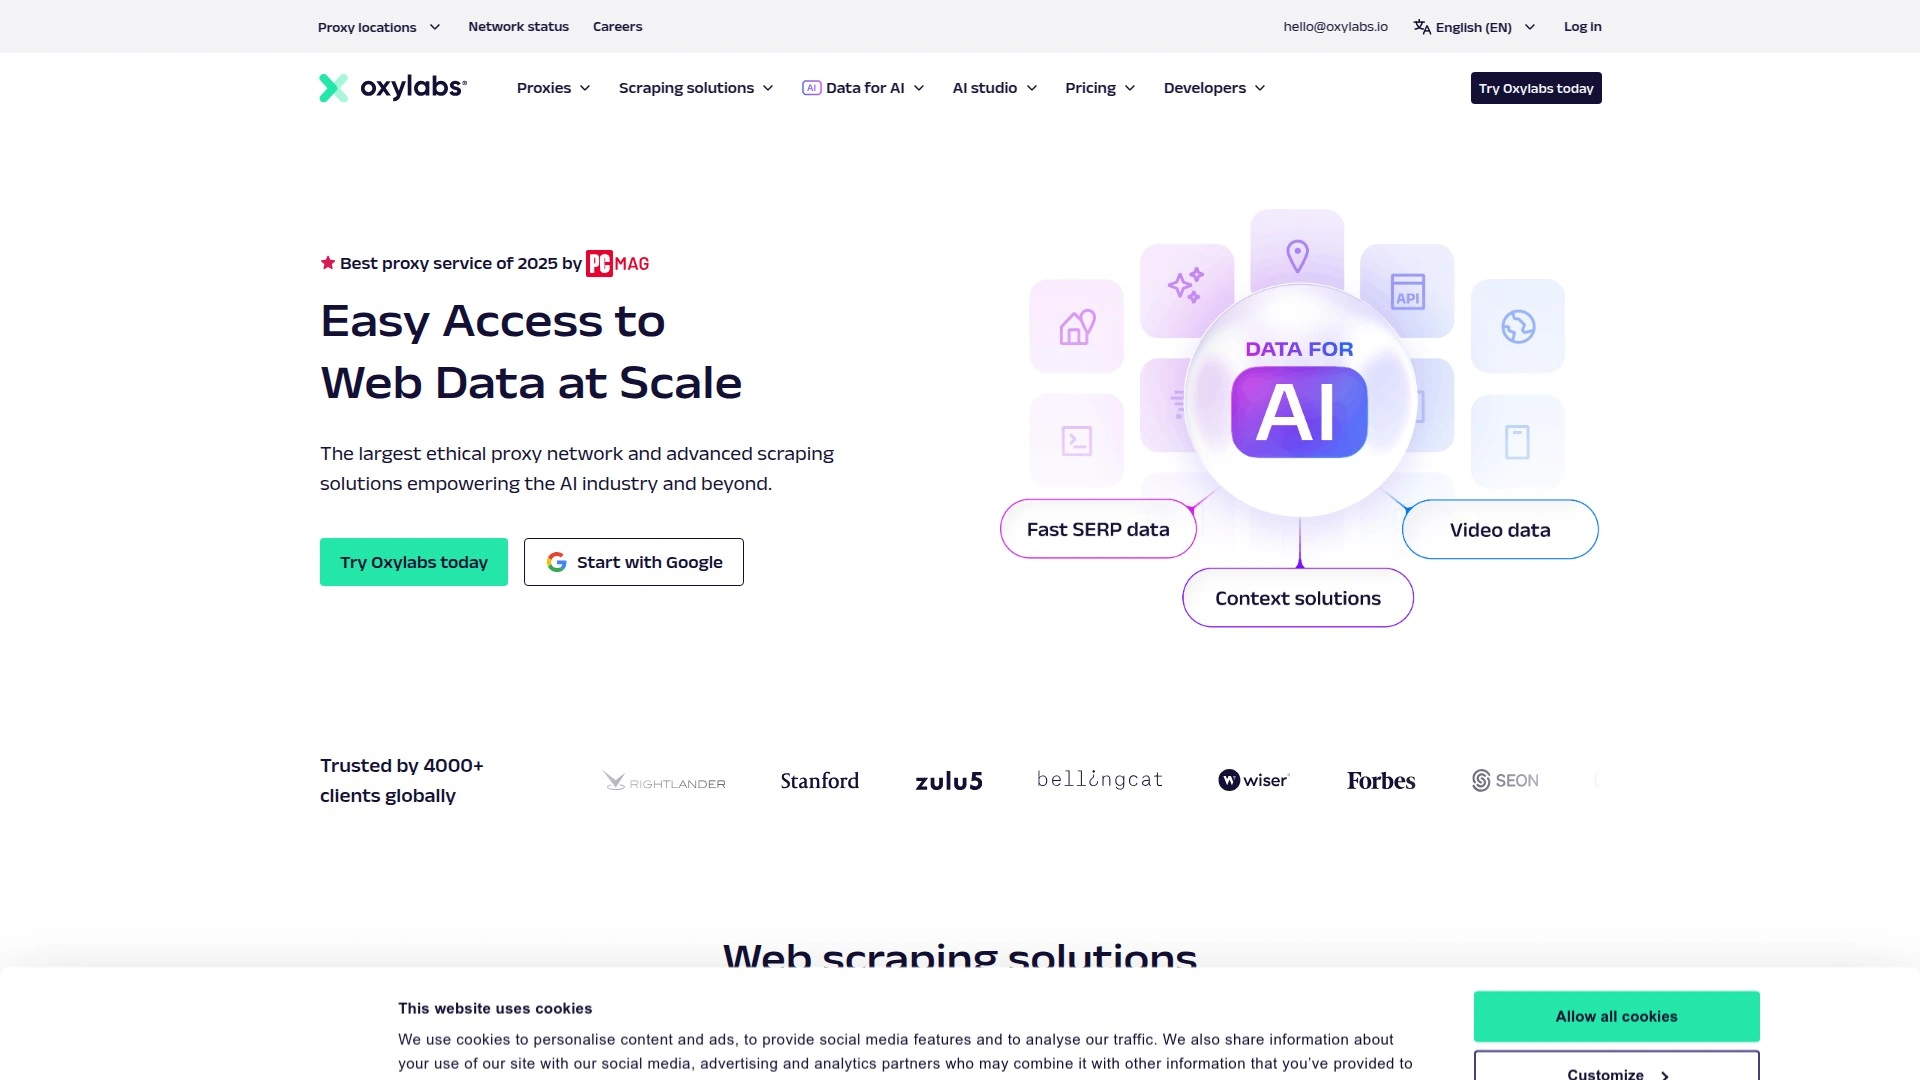 Proxy locations
Network status
Careers
hello@oxylabs.io
English (EN)
Log in
oxylabs®
Proxies
Scraping solutions
AI Data for AI
AI studio
Pricing
Developers
Try Oxylabs today
Best proxy service of 2025 by PC MAG
Easy Access to
Web Data at Scale
The largest ethical proxy network and advanced scraping
solutions empowering the AI industry and beyond.
Try Oxylabs today
Start with Google
API
DATA FOR
AI
Fast SERP data
Video data
Context solutions
Trusted by 4000+
clients globally
RIGHTLANDER
Stanford
zulu5
bellingcat
W wiser
Forbes
SEON
Web scraping solutions
This website uses cookies
We use cookies to personalise content and ads, to provide social media features and to analyse our traffic. We also share information about
your use of our site with our social media, advertising and analytics partners who may combine it with other information that you've provided to
Allow all cookies
Customize